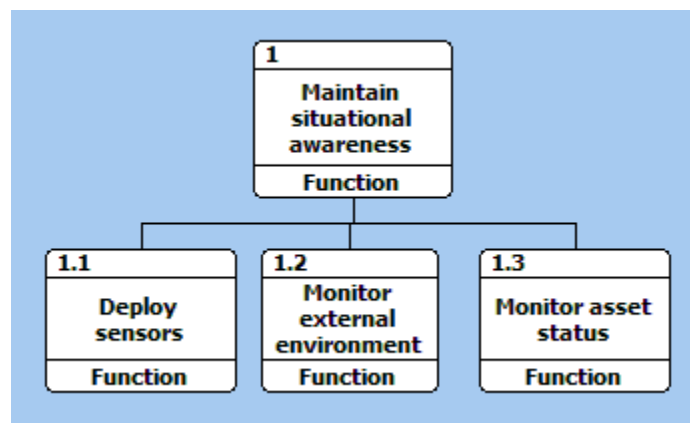 1
Maintain
situational
awareness
Function
1.1
Deploy
sensors
Function
1.2
Monitor
external
environment
Function
1.3
Monitor asset
status
Function